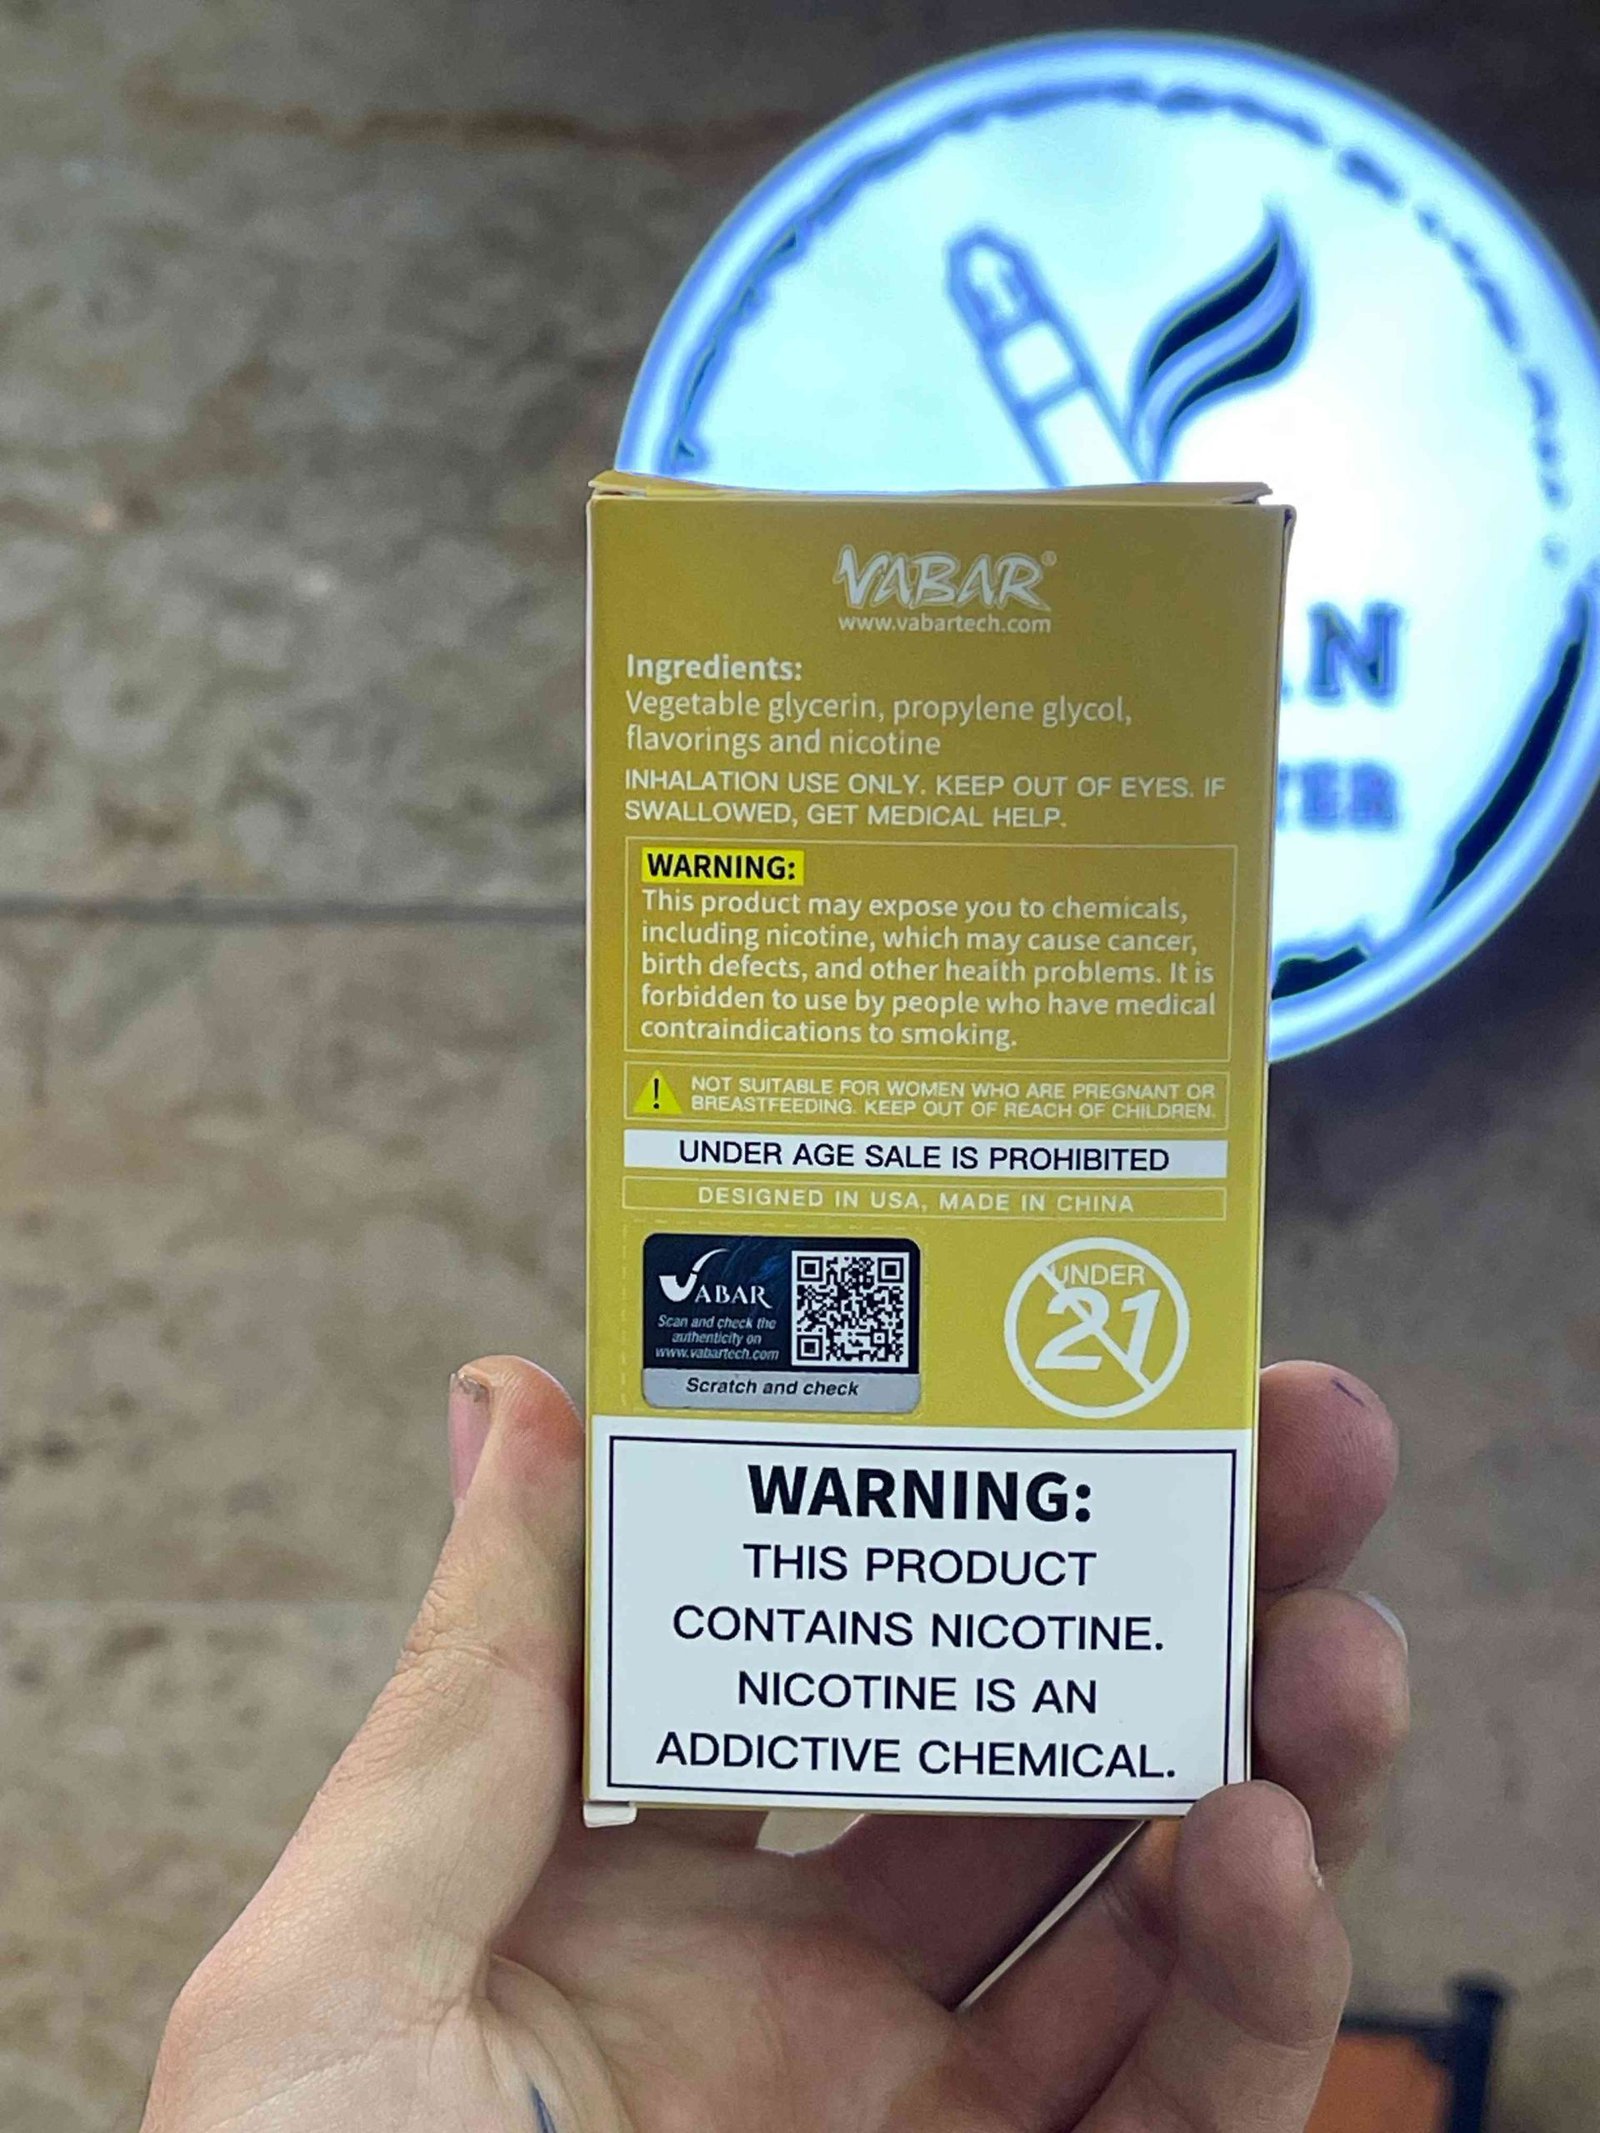 VABAR®
www.vabartech.com
Ingredients:
Vegetable glycerin, propylene glycol,
flavorings and nicotine
INHALATION USE ONLY. KEEP OUT OF EYES. IF
SWALLOWED, GET MEDICAL HELP.
WARNING:
This product may expose you to chemicals,
including nicotine, which may cause cancer,
birth defects, and other health problems. It is
forbidden to use by people who have medical
contraindications to smoking.
NOT SUITABLE FOR WOMEN WHO ARE PREGNANT OR
BREASTFEEDING. KEEP OUT OF REACH OF CHILDREN.
UNDER AGE SALE IS PROHIBITED
DESIGNED IN USA, MADE IN CHINA
VABAR
Scan and check the
authenticity on
www.vabartech.com
Scratch and check
UNDER
21
WARNING:
THIS PRODUCT
CONTAINS NICOTINE.
NICOTINE IS AN
ADDICTIVE CHEMICAL.